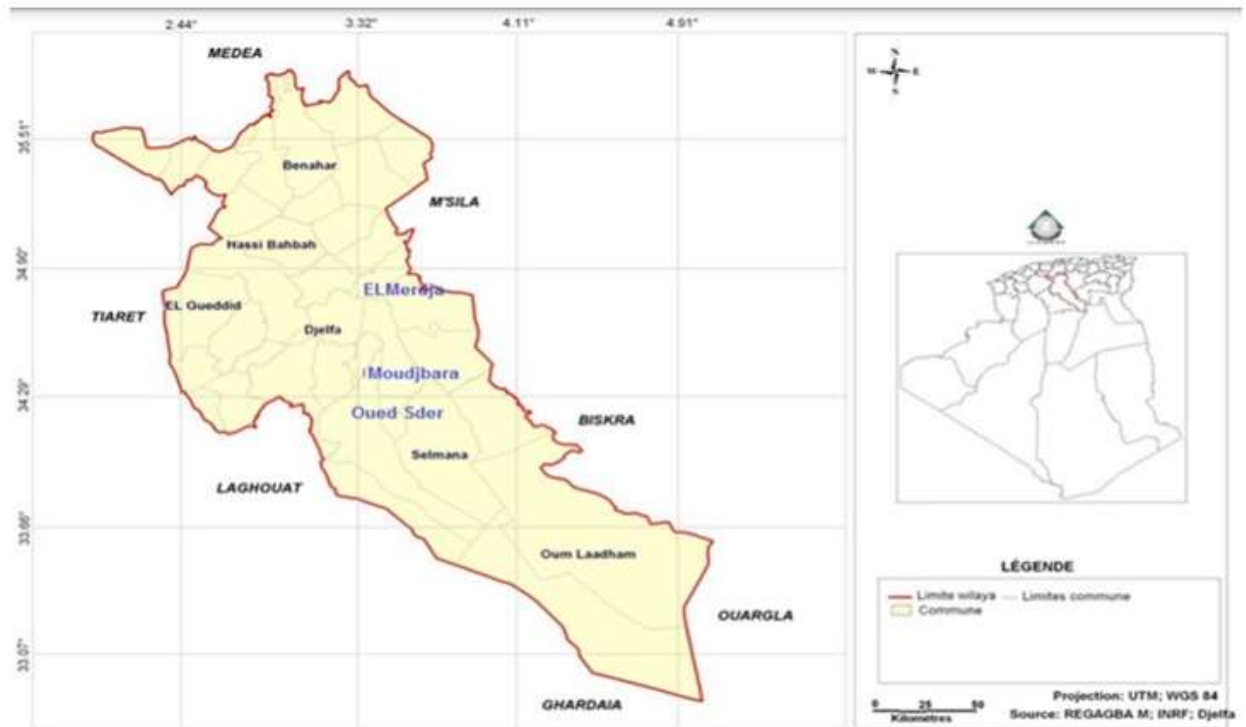 2.44° 3.32° 4.11° 4.91°
MEDEA
35.51°
Benahar
M'SILA
Hassi Bahbah
34.90°
ELMerdja
EL Gueddid
TIARET
Djelfa
Moudjbara
34.29°
Oued Sder
BISKRA
Selmana
LAGHOUAT
33.66°
Oum Laadham
OUARGLA
33.07°
GHARDAIA
N
W E
S
LÉGENDE
Limite wilaya Limites commune
Commune
0 25 50
Kilometres
Projection: UTM; WGS 84
Source: REGAGBA M; INRF; Djelfa